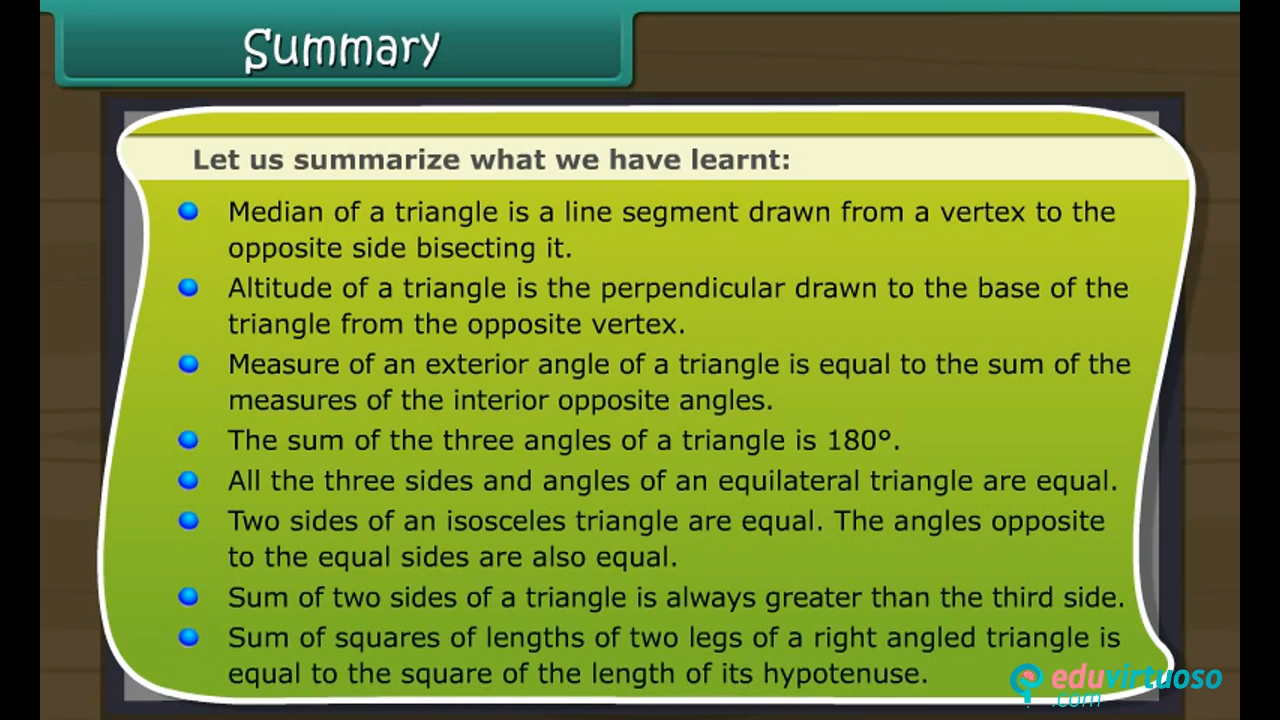 Summary
Let us summarize what we have learnt:
Median of a triangle is a line segment drawn from a vertex to the
opposite side bisecting it.
Altitude of a triangle is the perpendicular drawn to the base of the
triangle from the opposite vertex.
Measure of an exterior angle of a triangle is equal to the sum of the
measures of the interior opposite angles.
The sum of the three angles of a triangle is 180°.
All the three sides and angles of an equilateral triangle are equal.
Two sides of an isosceles triangle are equal. The angles opposite
to the equal sides are also equal.
Sum of two sides of a triangle is always greater than the third side.
Sum of squares of lengths of two legs of a right angled triangle is
equal to the square of the length of its hypotenuse.
eduvirtuoso
.com